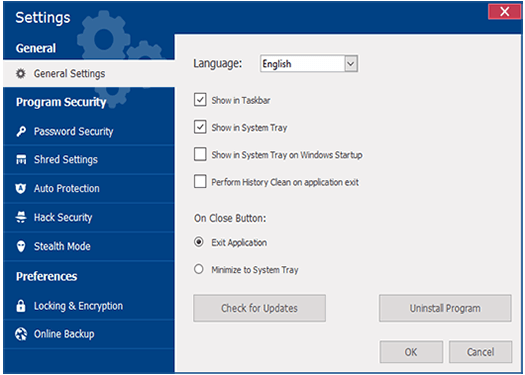 Settings
General
General Settings
Program Security
Password Security
Shred Settings
Auto Protection
Hack Security
Stealth Mode
Preferences
Locking & Encryption
Online Backup
Language: English
Show in Taskbar
Show in System Tray
Show in System Tray on Windows Startup
Perform History Clean on application exit
On Close Button:
Exit Application
Minimize to System Tray
Check for Updates Uninstall Program
OK Cancel